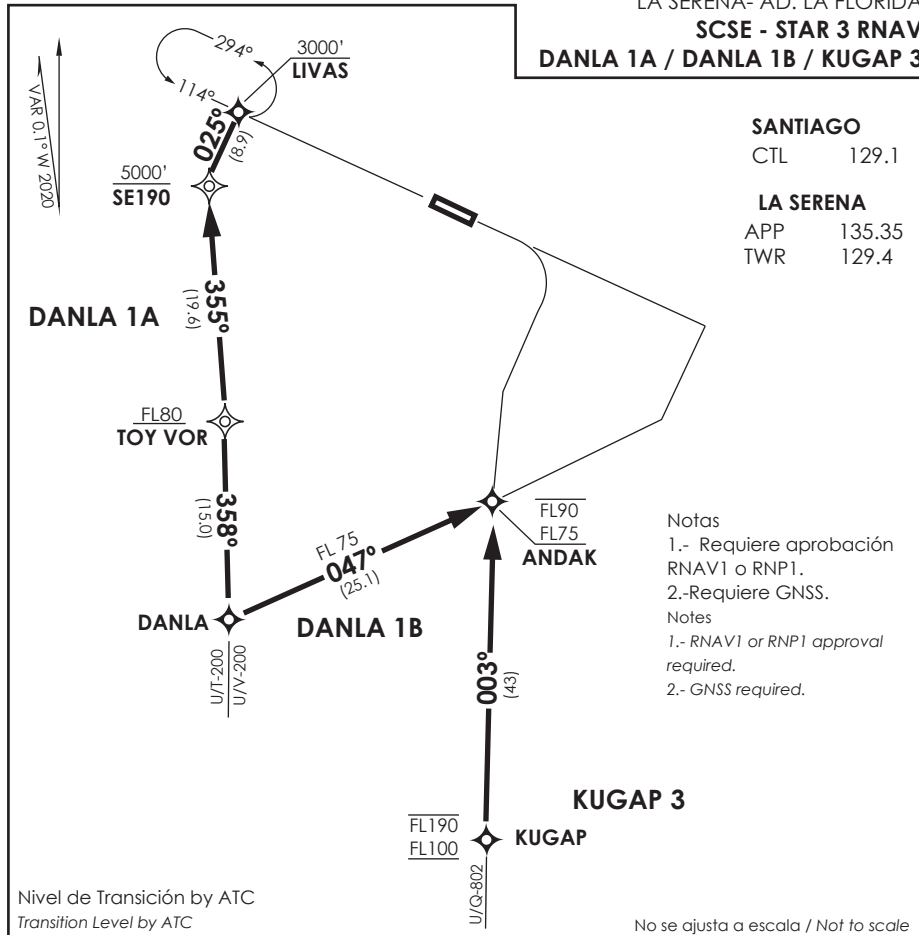 LA SERENA- AD. LA FLORIDA
SCSE - STAR 3 RNAV
DANLA 1A / DANLA 1B / KUGAP 3
294°
114°
3000'
LIVAS
VAR 0.1° W 2020
025°
(8.9)
5000'
SE190
SANTIAGO
CTL 129.1
LA SERENA
APP 135.35
TWR 129.4
355°
(19.6)
DANLA 1A
FL80
TOY VOR
358°
(15.0)
FL90
FL75
ANDAK
FL 75
047°
(25.1)
DANLA
DANLA 1B
U/T-200
U/V-200
Notas
1.- Requiere aprobación
RNAV1 o RNP1.
2.-Requiere GNSS.
Notes
1.- RNAV1 or RNP1 approval
required.
2.- GNSS required.
003°
(43)
KUGAP 3
FL190
FL100
KUGAP
U/Q-802
Nivel de Transición by ATC
Transition Level by ATC
No se ajusta a escala / Not to scale